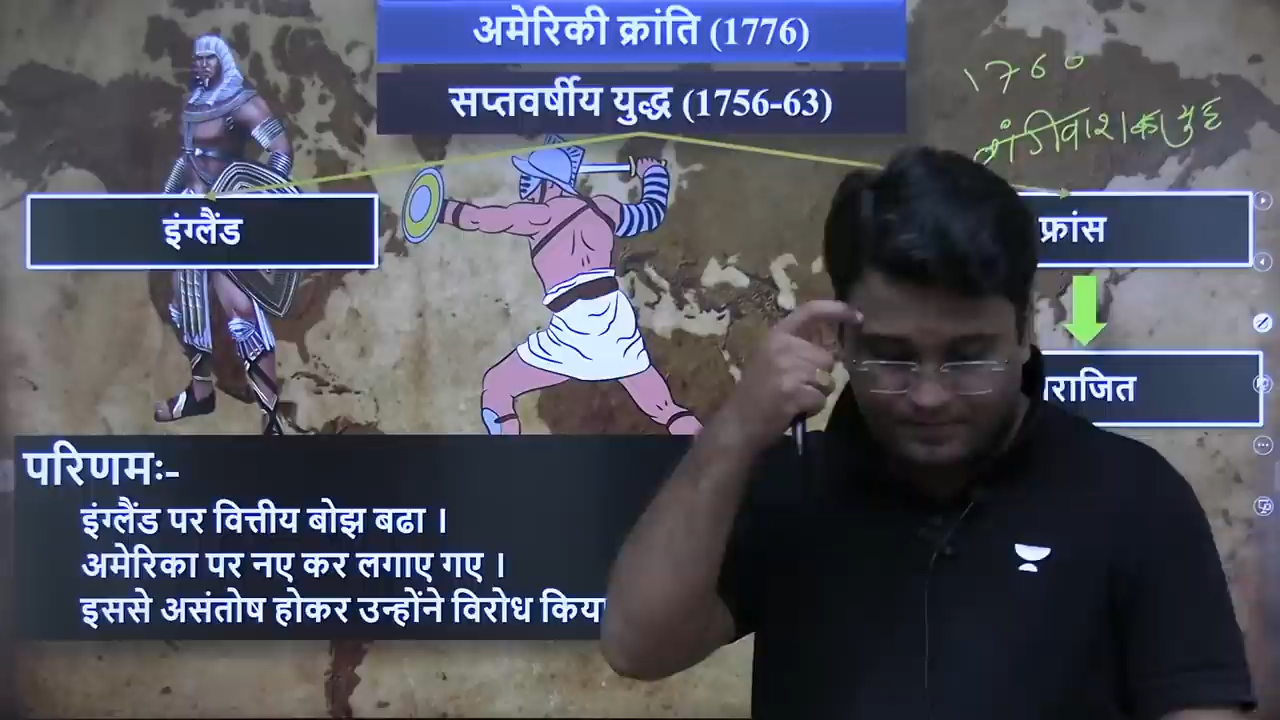 अमेरिकी क्रांति (1776)
सप्तवर्षीय युद्ध (1756-63)
1760
वांडिवाश का युद्ध
इंग्लैंड
फ्रांस
राजित
परिणमः-
इंग्लैंड पर वित्तीय बोझ बढा ।
अमेरिका पर नए कर लगाए गए ।
इससे असंतोष होकर उन्होंने विरोध किया